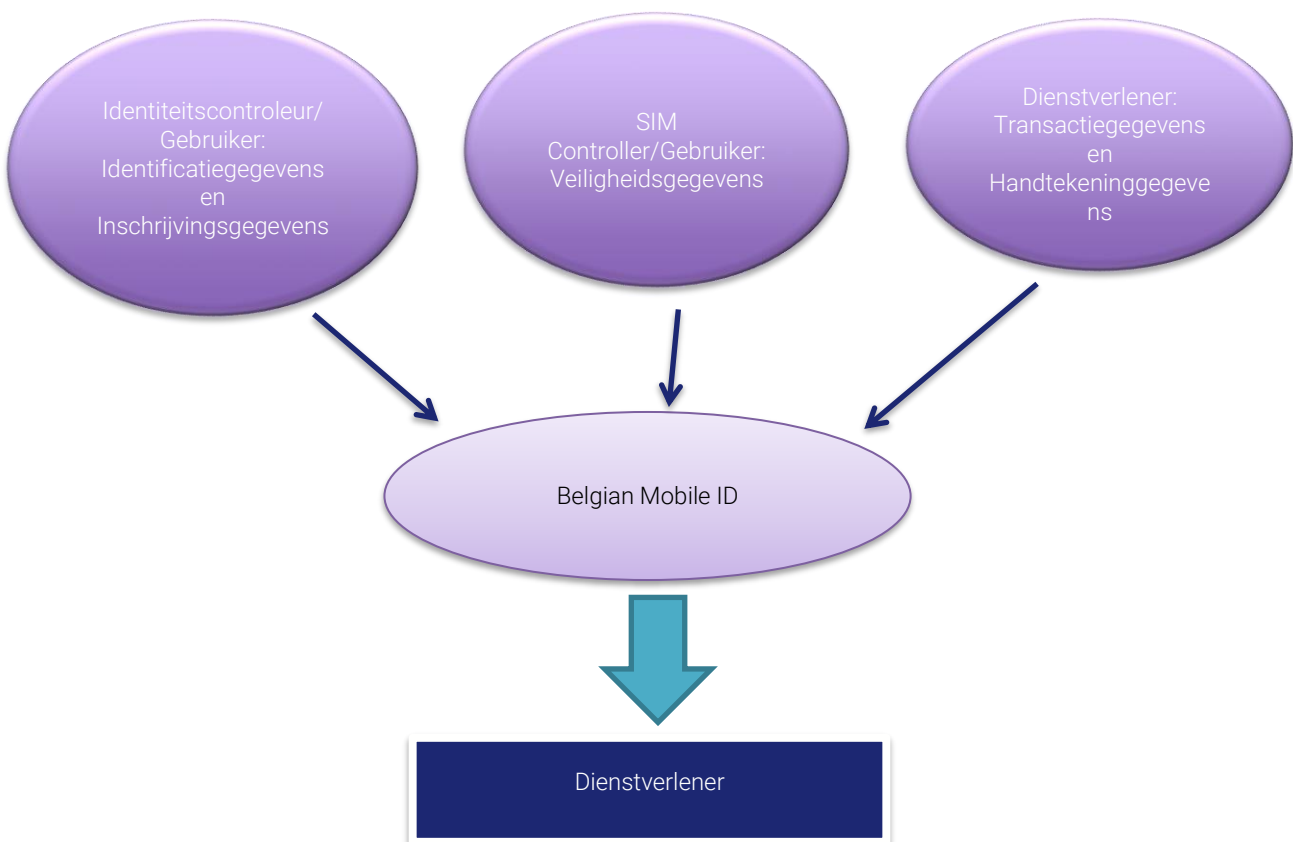 Identiteitscontroleur/
Gebruiker:
Identificatiegegevens
en
Inschrijvingsgegevens
SIM
Controller/Gebruiker:
Veiligheidsgegevens
Dienstverlener:
Transactiegegevens
en
Handtekeninggegeve
ns
Belgian Mobile ID
Dienstverlener